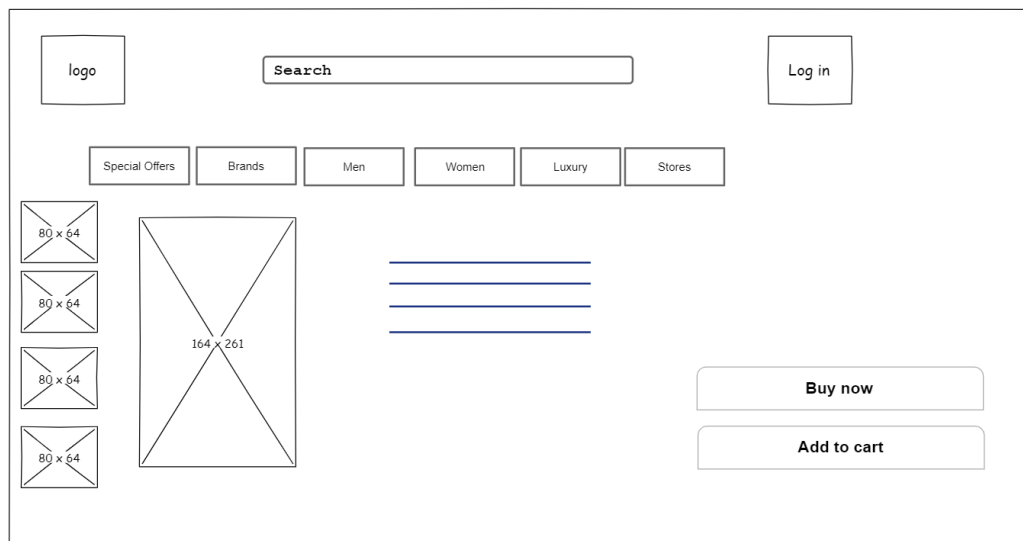 logo
Search
Log in
Special Offers
Brands
Men
Women
Luxury
Stores
80 x 64
80 x 64
80 x 64
80 x 64
164 x 261
Buy now
Add to cart